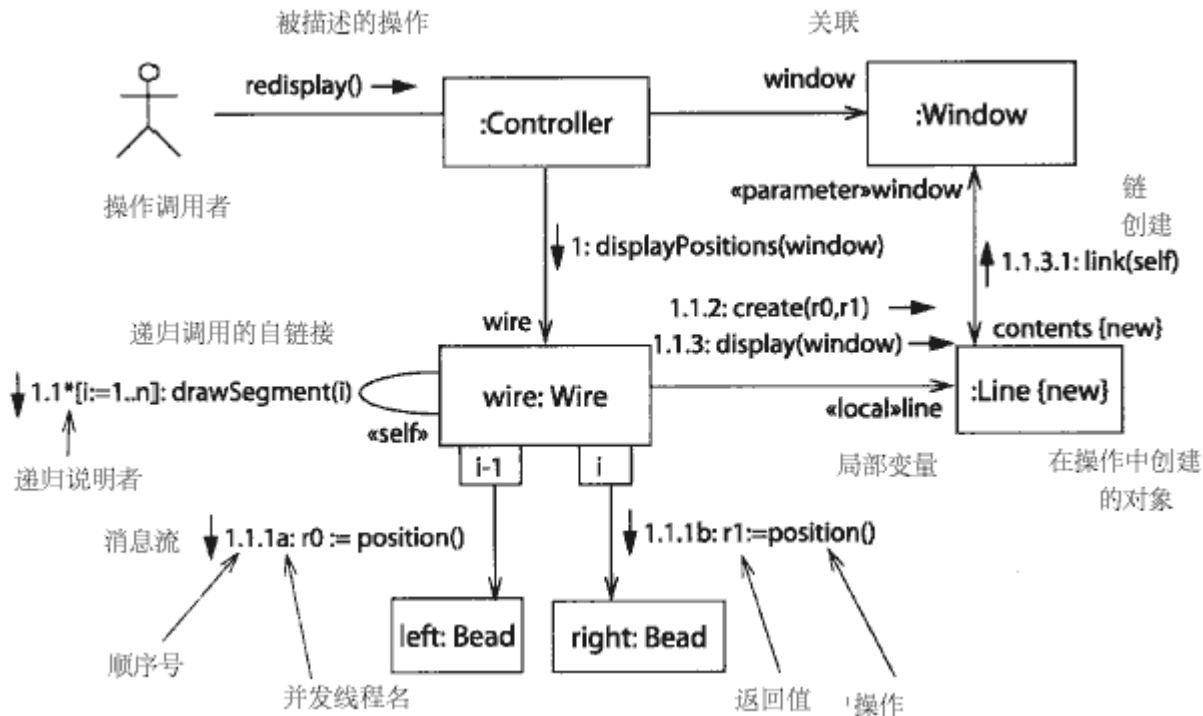 被描述的操作
关联
redisplay()
window
:Controller
:Window
操作调用者
«parameter»window
链
创建
1: displayPositions(window)
1.1.3.1: link(self)
1.1.2: create(r0,r1)
递归调用的自链接
wire
1.1.3: display(window)
contents {new}
1.1*[i:=1..n]: drawSegment(i)
wire: Wire
:Line {new}
«self»
«local»line
i-1
i
递归说明者
局部变量
在操作中创建
的对象
消息流
1.1.1a: r0 := position()
1.1.1b: r1:=position()
left: Bead
right: Bead
顺序号
并发线程名
返回值
操作